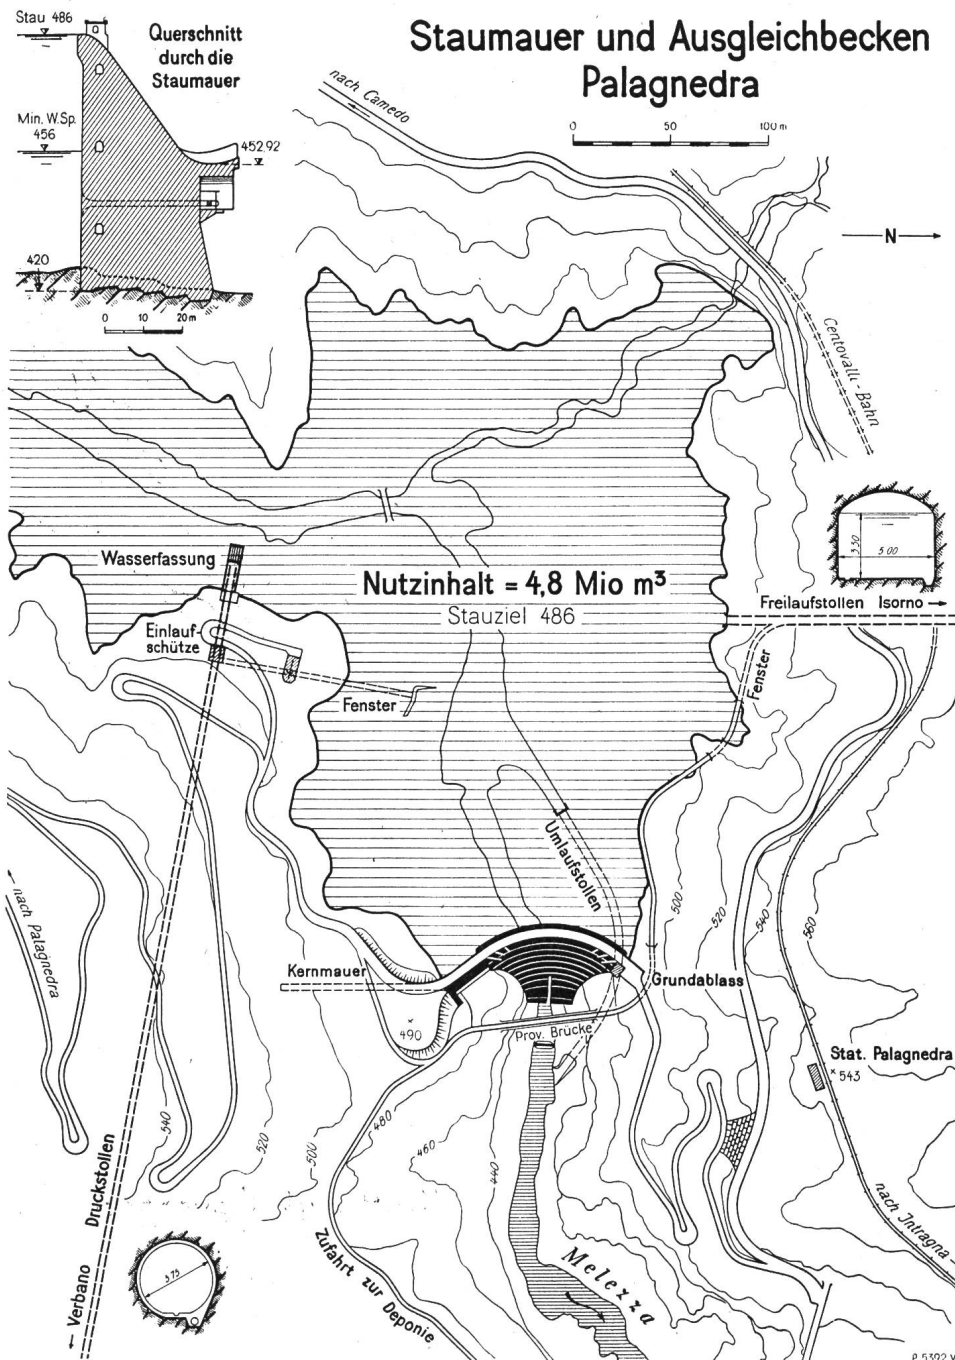 Stau 486
Querschnitt
durch die
Staumauer
Min. W.Sp.
456
452.92
420
0 10 20 m
Staumauer und Ausgleichbecken
Palagnedra
0 50 100 m
nach Camedo
N
Centovalli - Bahn
Wasserfassung
Einlauf-
schütze
Fenster
Nutzinhalt = 4,8 Mio m³
Stauziel 486
3.50
5.00
Freilaufstollen Isorno
Fenster
Umlaufstollen
500
520
540
560
nach Palagnedra
Kernmauer
Grundablass
490
Prov. Brücke
Stat. Palagnedra
543
540
520
500
480
460
440
Druckstollen
Verbano
3.75
Zufahrt zur Deponie
Melezza
nach Intragna -